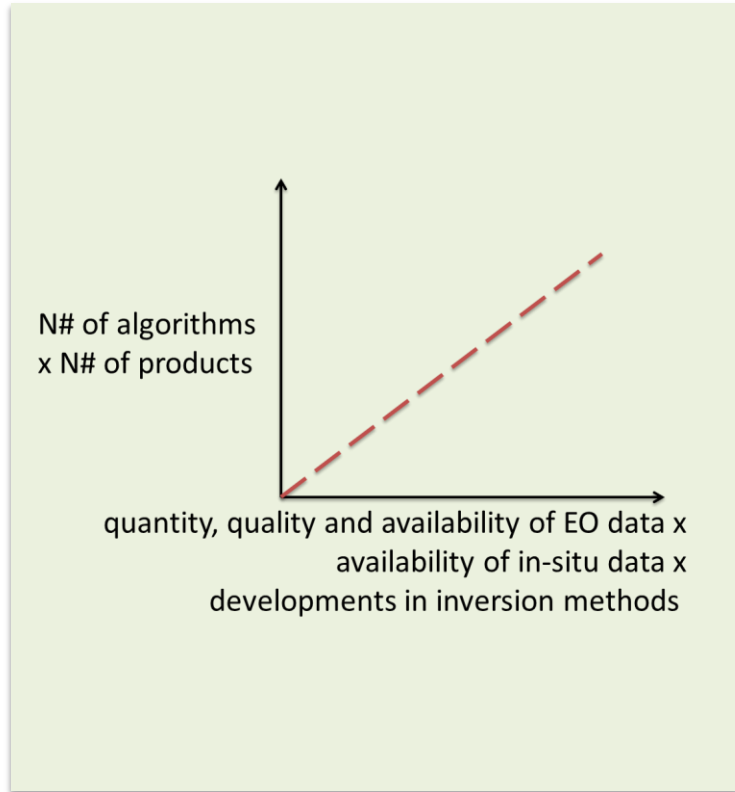 N# of algorithms
x N# of products
quantity, quality and availability of EO data x
availability of in-situ data x
developments in inversion methods